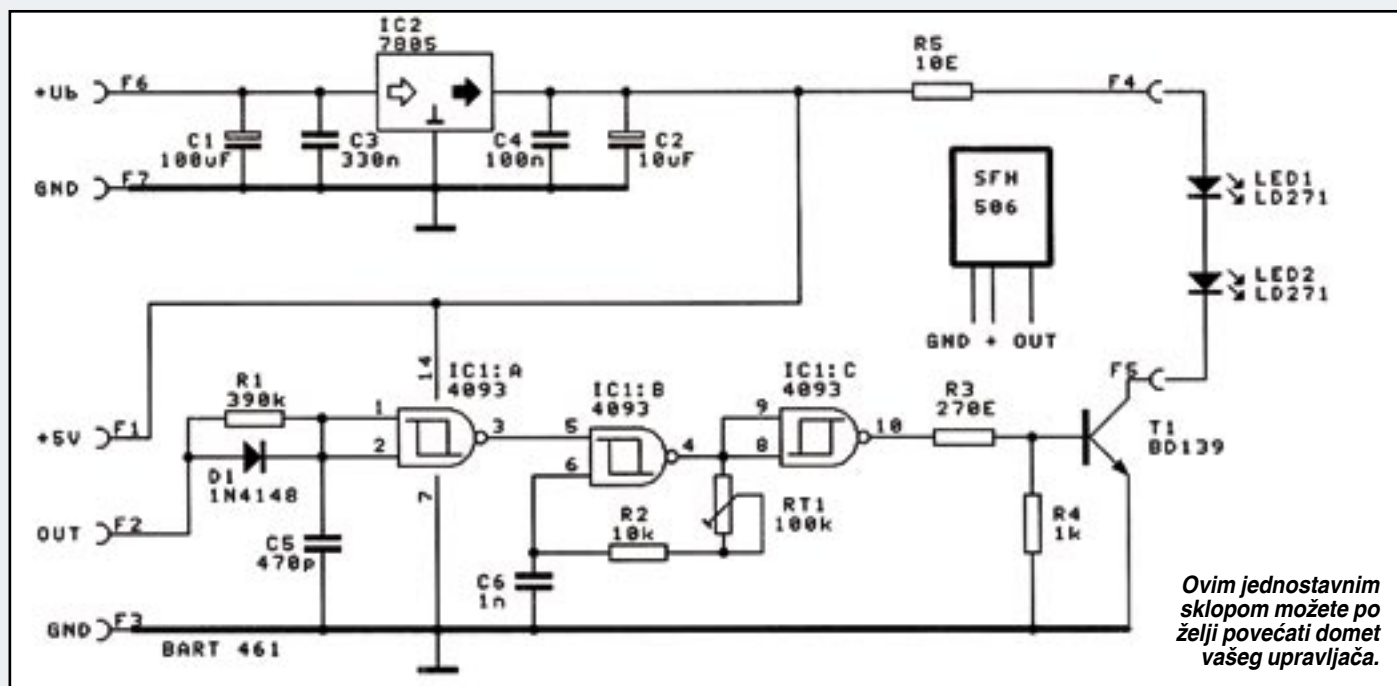 IC2
7805
R5
10E
+Ub
F6
F4
C1
100uF
C3
330n
C4
100n
C2
10uF
GND
F7
SFH
506
LED1
LD271
LED2
LD271
GND + OUT
14
IC1:A
4093
IC1:B
4093
IC1:C
4093
R3
270E
F5
T1
BD139
R1
390k
+5V
F1
1
2
3
5
6
4
9
8
10
D1
1N4148
7
OUT
F2
C5
470p
R2
10k
RT1
100k
R4
1k
C6
1n
GND
F3
BART 461
Ovim jednostavnim
sklopom možete po
želji povećati domet
vašeg upravljača.